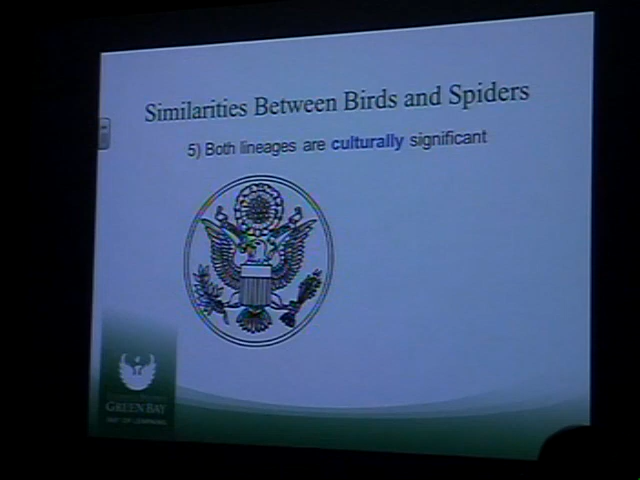 Similarities Between Birds and Spiders
5) Both lineages are culturally significant
GREEN BAY